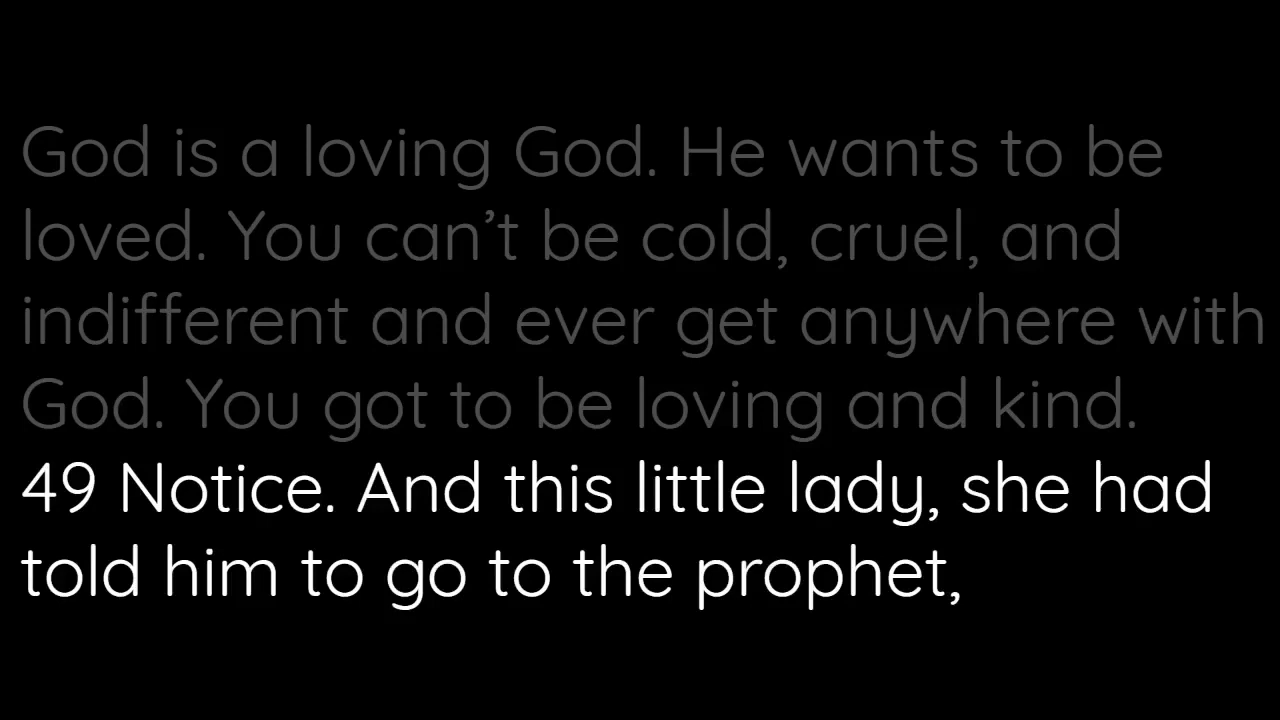 God is a loving God. He wants to be
loved. You can’t be cold, cruel, and
indifferent and ever get anywhere with
God. You got to be loving and kind.
49 Notice. And this little lady, she had
told him to go to the prophet,